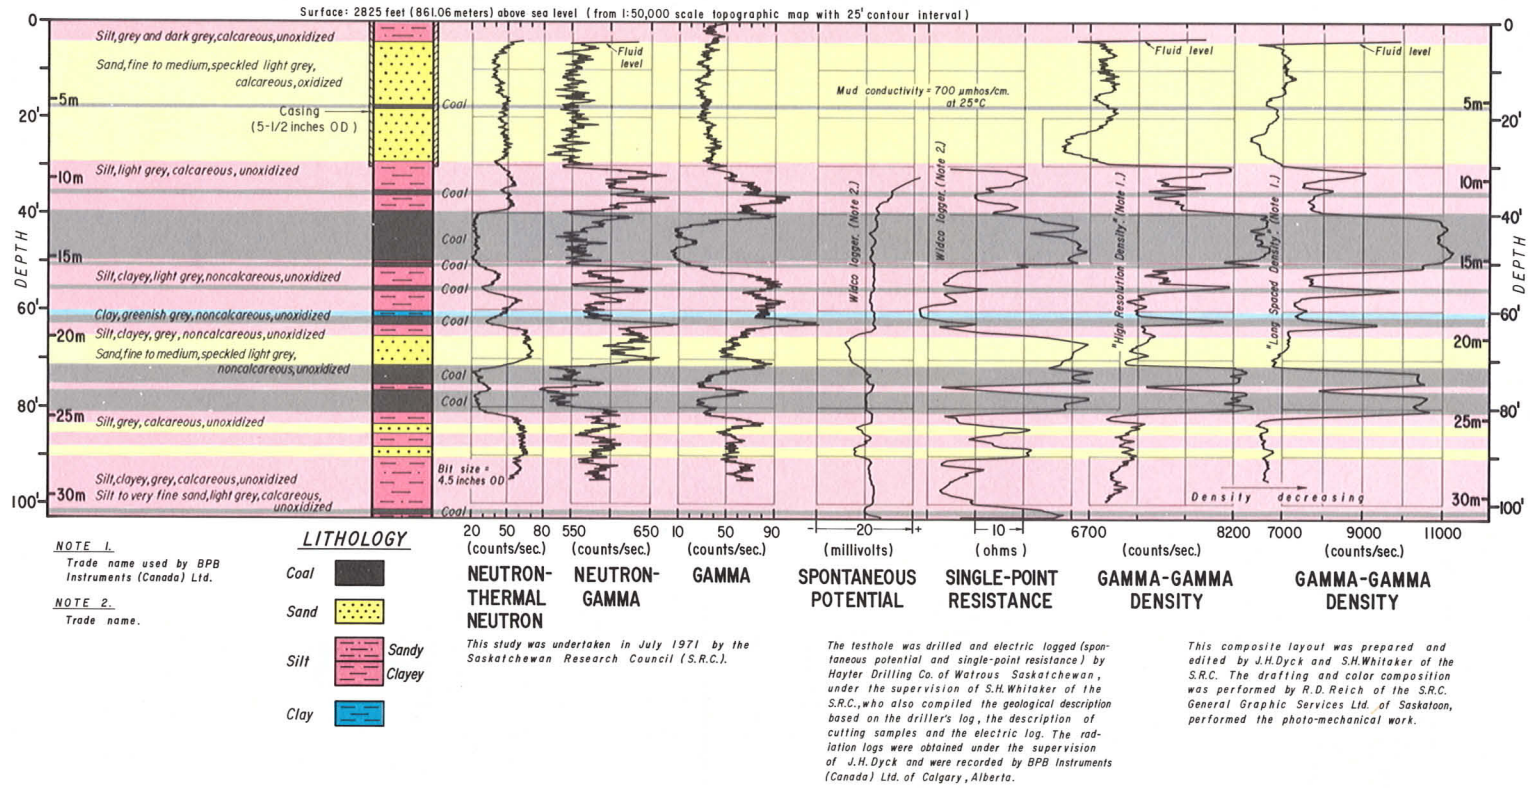 Surface: 2825 feet (861.06 meters) above sea level (from 1:50,000 scale topographic map with 25' contour interval)
DEPTH
0
5m
20'
10m
40'
15m
60'
20m
80'
25m
30m
100'
Silt, grey and dark grey, calcareous, unoxidized
Sand, fine to medium, speckled light grey,
calcareous, oxidized
Casing
(5-1/2 inches OD)
Silt, light grey, calcareous, unoxidized
Silt, clayey, light grey, noncalcareous, unoxidized
Clay, greenish grey, noncalcareous, unoxidized
Silt, clayey, grey, noncalcareous, unoxidized
Sand, fine to medium, speckled light grey,
noncalcareous, unoxidized
Silt, grey, calcareous, unoxidized
Silt, clayey, grey, calcareous, unoxidized
Silt to very fine sand, light grey, calcareous,
unoxidized
Coal
Coal
Coal
Coal
Coal
Coal
Coal
Coal
Coal
Bit size =
4.5 inches OD
Fluid
level
Mud conductivity = 700 µmhos/cm.
at 25°C
Widco logger. (Note 2.)
Widco logger. (Note 2.)
Fluid level
"High Resolution Density." (Note 1.)
Fluid level
"Long Spaced Density." (Note 1.)
Density decreasing
0
5m
20'
10m
40'
15m
60'
20m
80'
25m
30m
100'
DEPTH
20 50 80
(counts/sec.)
NEUTRON-
THERMAL
NEUTRON
550 650
(counts/sec.)
NEUTRON-
GAMMA
10 50 90
(counts/sec.)
GAMMA
- 20 +
(millivolts)
SPONTANEOUS
POTENTIAL
10
(ohms)
SINGLE-POINT
RESISTANCE
6700 8200
(counts/sec.)
GAMMA-GAMMA
DENSITY
7000 9000 11000
(counts/sec.)
GAMMA-GAMMA
DENSITY
NOTE 1.
Trade name used by BPB
Instruments (Canada) Ltd.
NOTE 2.
Trade name.
LITHOLOGY
Coal
Sand
Silt
Sandy
Clayey
Clay
This study was undertaken in July 1971 by the
Saskatchewan Research Council (S.R.C.).
The testhole was drilled and electric logged (spon-
taneous potential and single-point resistance) by
Hayter Drilling Co. of Watrous Saskatchewan,
under the supervision of S.H. Whitaker of the
S.R.C., who also compiled the geological description
based on the driller's log, the description of
cutting samples and the electric log. The rad-
iation logs were obtained under the supervision
of J.H. Dyck and were recorded by BPB Instruments
(Canada) Ltd. of Calgary, Alberta.
This composite layout was prepared and
edited by J.H. Dyck and S.H. Whitaker of the
S.R.C. The drafting and color composition
was performed by R.D. Reich of the S.R.C.
General Graphic Services Ltd. of Saskatoon,
performed the photo-mechanical work.